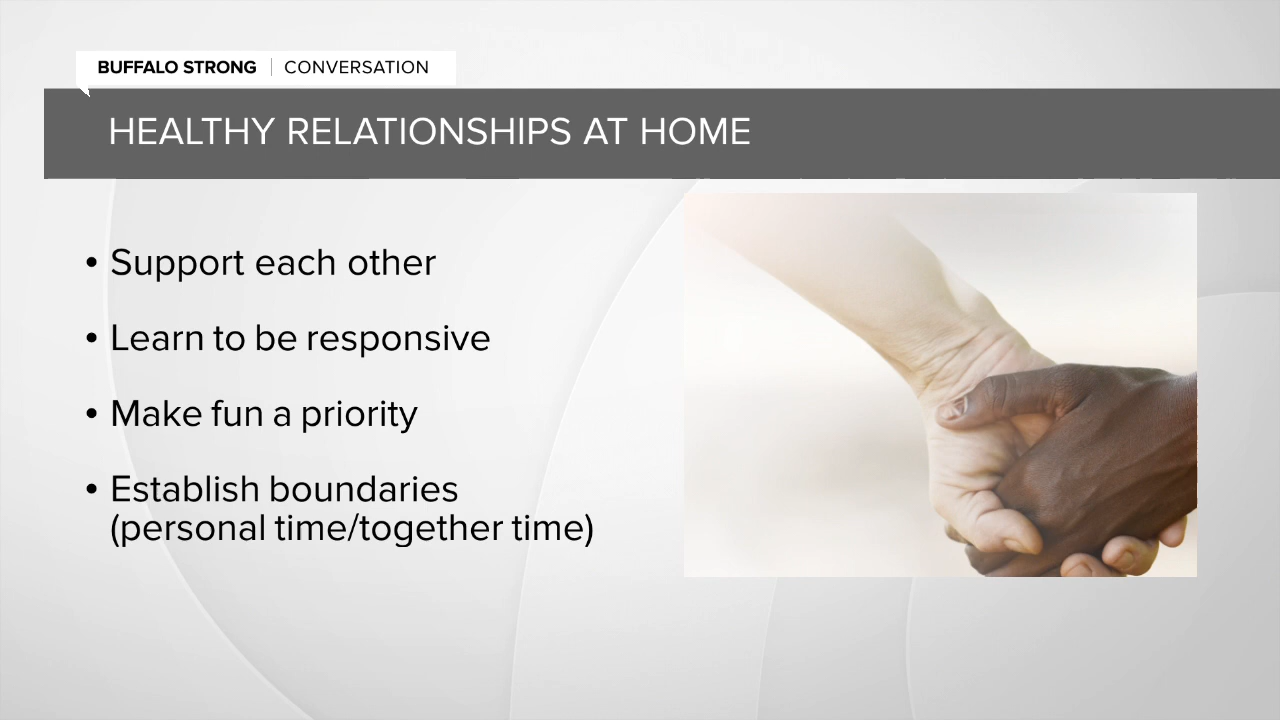 BUFFALO STRONG | CONVERSATION
HEALTHY RELATIONSHIPS AT HOME
• Support each other
• Learn to be responsive
• Make fun a priority
• Establish boundaries
(personal time/together time)